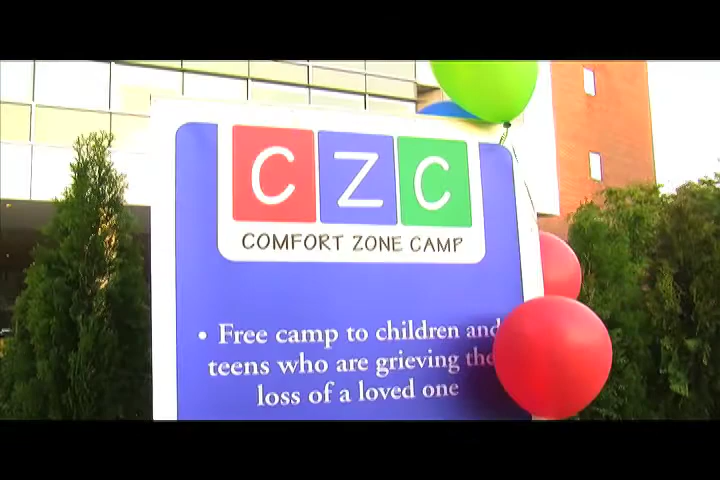 CZC
COMFORT ZONE CAMP
• Free camp to children and
teens who are grieving the
loss of a loved one